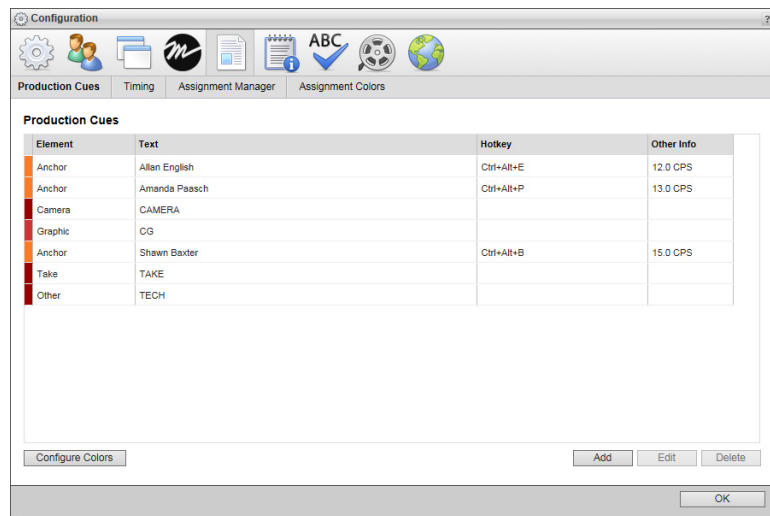 Configuration ?
ABC
Production Cues Timing Assignment Manager Assignment Colors
Production Cues
Element Text Hotkey Other Info
Anchor Allan English Ctrl+Alt+E 12.0 CPS
Anchor Amanda Paasch Ctrl+Alt+P 13.0 CPS
Camera CAMERA
Graphic CG
Anchor Shawn Baxter Ctrl+Alt+B 15.0 CPS
Take TAKE
Other TECH
Configure Colors Add Edit Delete
OK